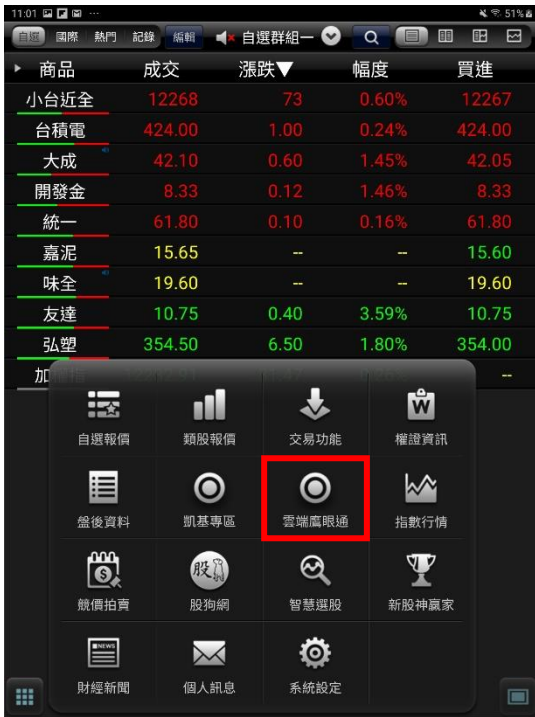 11:01 51%
自選 國際 熱門 記錄 編輯 自選群組一
商品 成交 漲跌▼ 幅度 買進
小台近全 12268 73 0.60% 12267
台積電 424.00 1.00 0.24% 424.00
大成 42.10 0.60 1.45% 42.05
開發金 8.33 0.12 1.46% 8.33
統一 61.80 0.10 0.16% 61.80
嘉泥 15.65 -- -- 15.60
味全 19.60 -- -- 19.60
友達 10.75 0.40 3.59% 10.75
弘塑 354.50 6.50 1.80% 354.00
加 --
自選報價 類股報價 交易功能 權證資訊
盤後資料 凱基專區 雲端鷹眼通 指數行情
股
競價拍賣 股狗網 智慧選股 新股神贏家
NEWS
財經新聞 個人訊息 系統設定